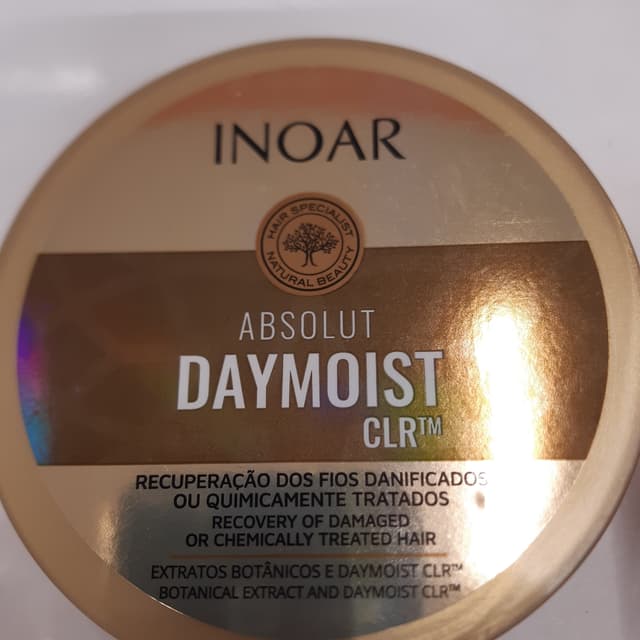 INOAR
HAIR SPECIALIST
NATURAL BEAUTY
ABSOLUT
DAYMOIST
CLR™
RECUPERAÇÃO DOS FIOS DANIFICADOS
OU QUIMICAMENTE TRATADOS
RECOVERY OF DAMAGED
OR CHEMICALLY TREATED HAIR
EXTRATOS BOTÂNICOS E DAYMOIST CLR™
BOTANICAL EXTRACT AND DAYMOIST CLR™